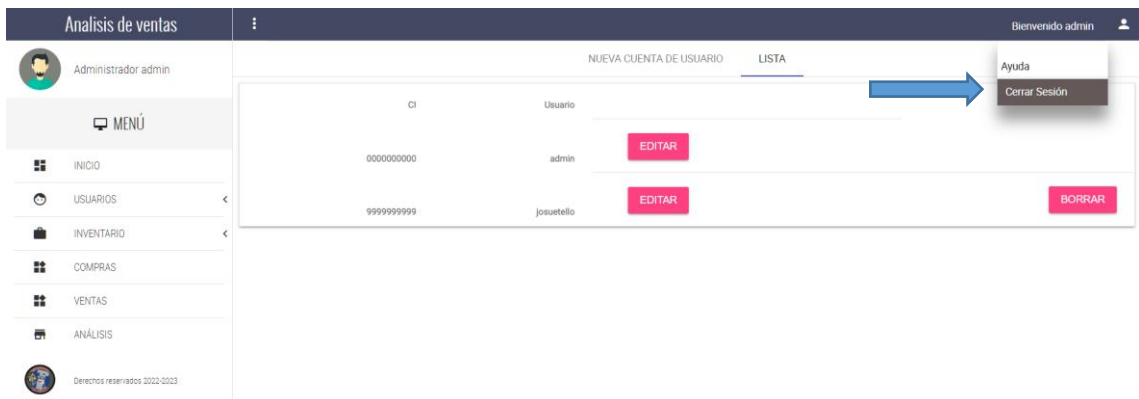 Analisis de ventas
Bienvenido admin
Administrador admin
NUEVA CUENTA DE USUARIO LISTA
Ayuda
Cerrar Sesión
MENÚ
CI Usuario
0000000000 admin EDITAR
9999999999 josuetello EDITAR BORRAR
INICIO
USUARIOS
INVENTARIO
COMPRAS
VENTAS
ANÁLISIS
Derechos reservados 2022-2023